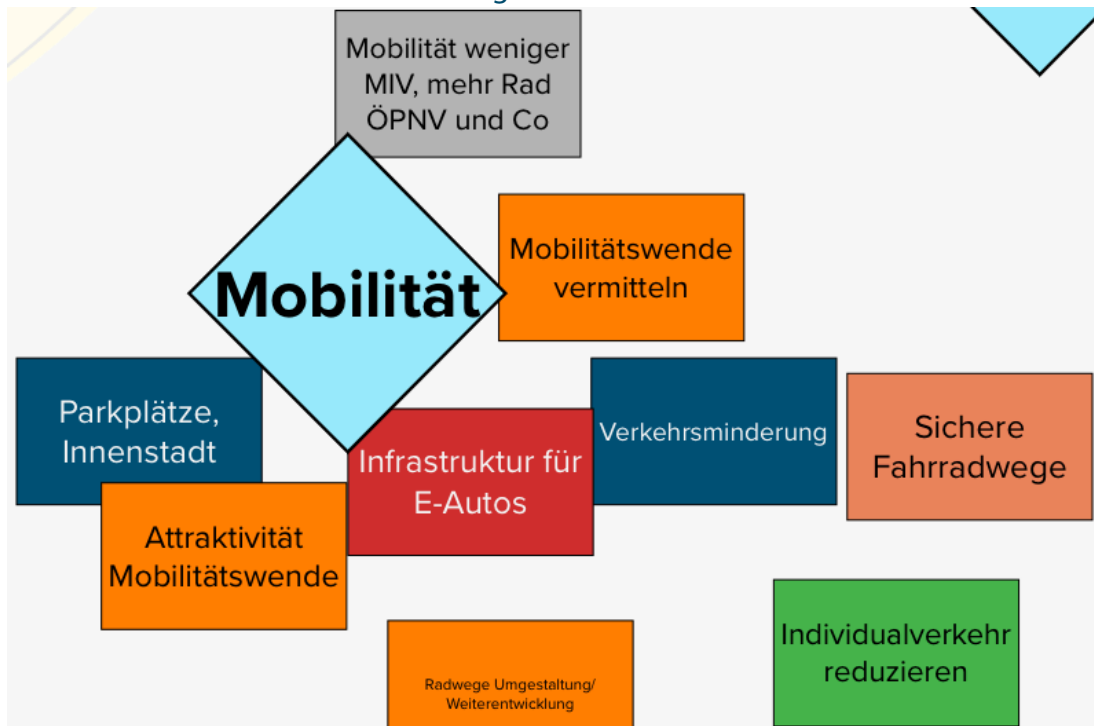 Mobilität weniger
MIV, mehr Rad
ÖPNV und Co
Mobilitätswende
vermitteln
Mobilität
Parkplätze,
Innenstadt
Infrastruktur für
E-Autos
Verkehrsminderung
Sichere
Fahrradwege
Attraktivität
Mobilitätswende
Radwege Umgestaltung/
Weiterentwicklung
Individualverkehr
reduzieren